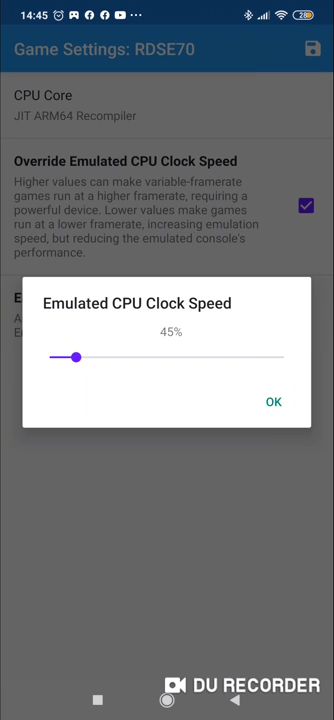 14:45
28
Game Settings: RDSE70
CPU Core
JIT ARM64 Recompiler
Override Emulated CPU Clock Speed
Higher values can make variable-framerate
games run at a higher framerate, requiring a
powerful device. Lower values make games
run at a lower framerate, increasing emulation
speed, but reducing the emulated console's
performance.
Emulated CPU Clock Speed
45%
OK
DU RECORDER